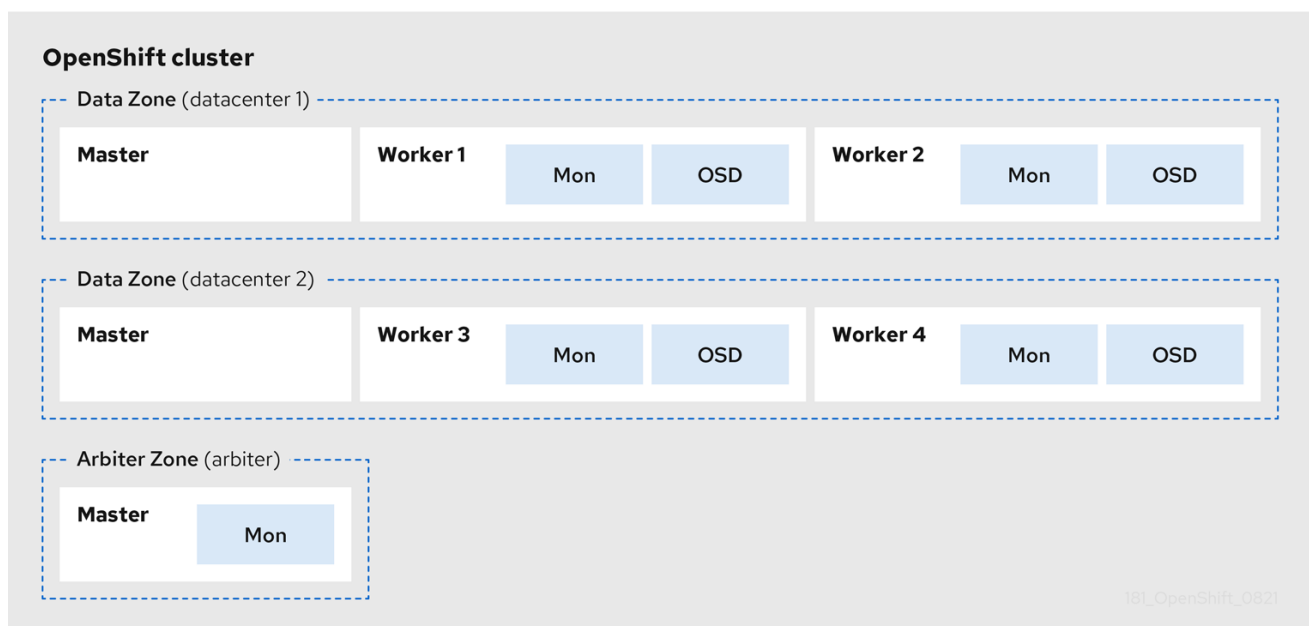 OpenShift cluster
Data Zone (datacenter 1)
Master
Worker 1
Mon
OSD
Worker 2
Mon
OSD
Data Zone (datacenter 2)
Master
Worker 3
Mon
OSD
Worker 4
Mon
OSD
Arbiter Zone (arbiter)
Master
Mon
181_OpenShift_0821